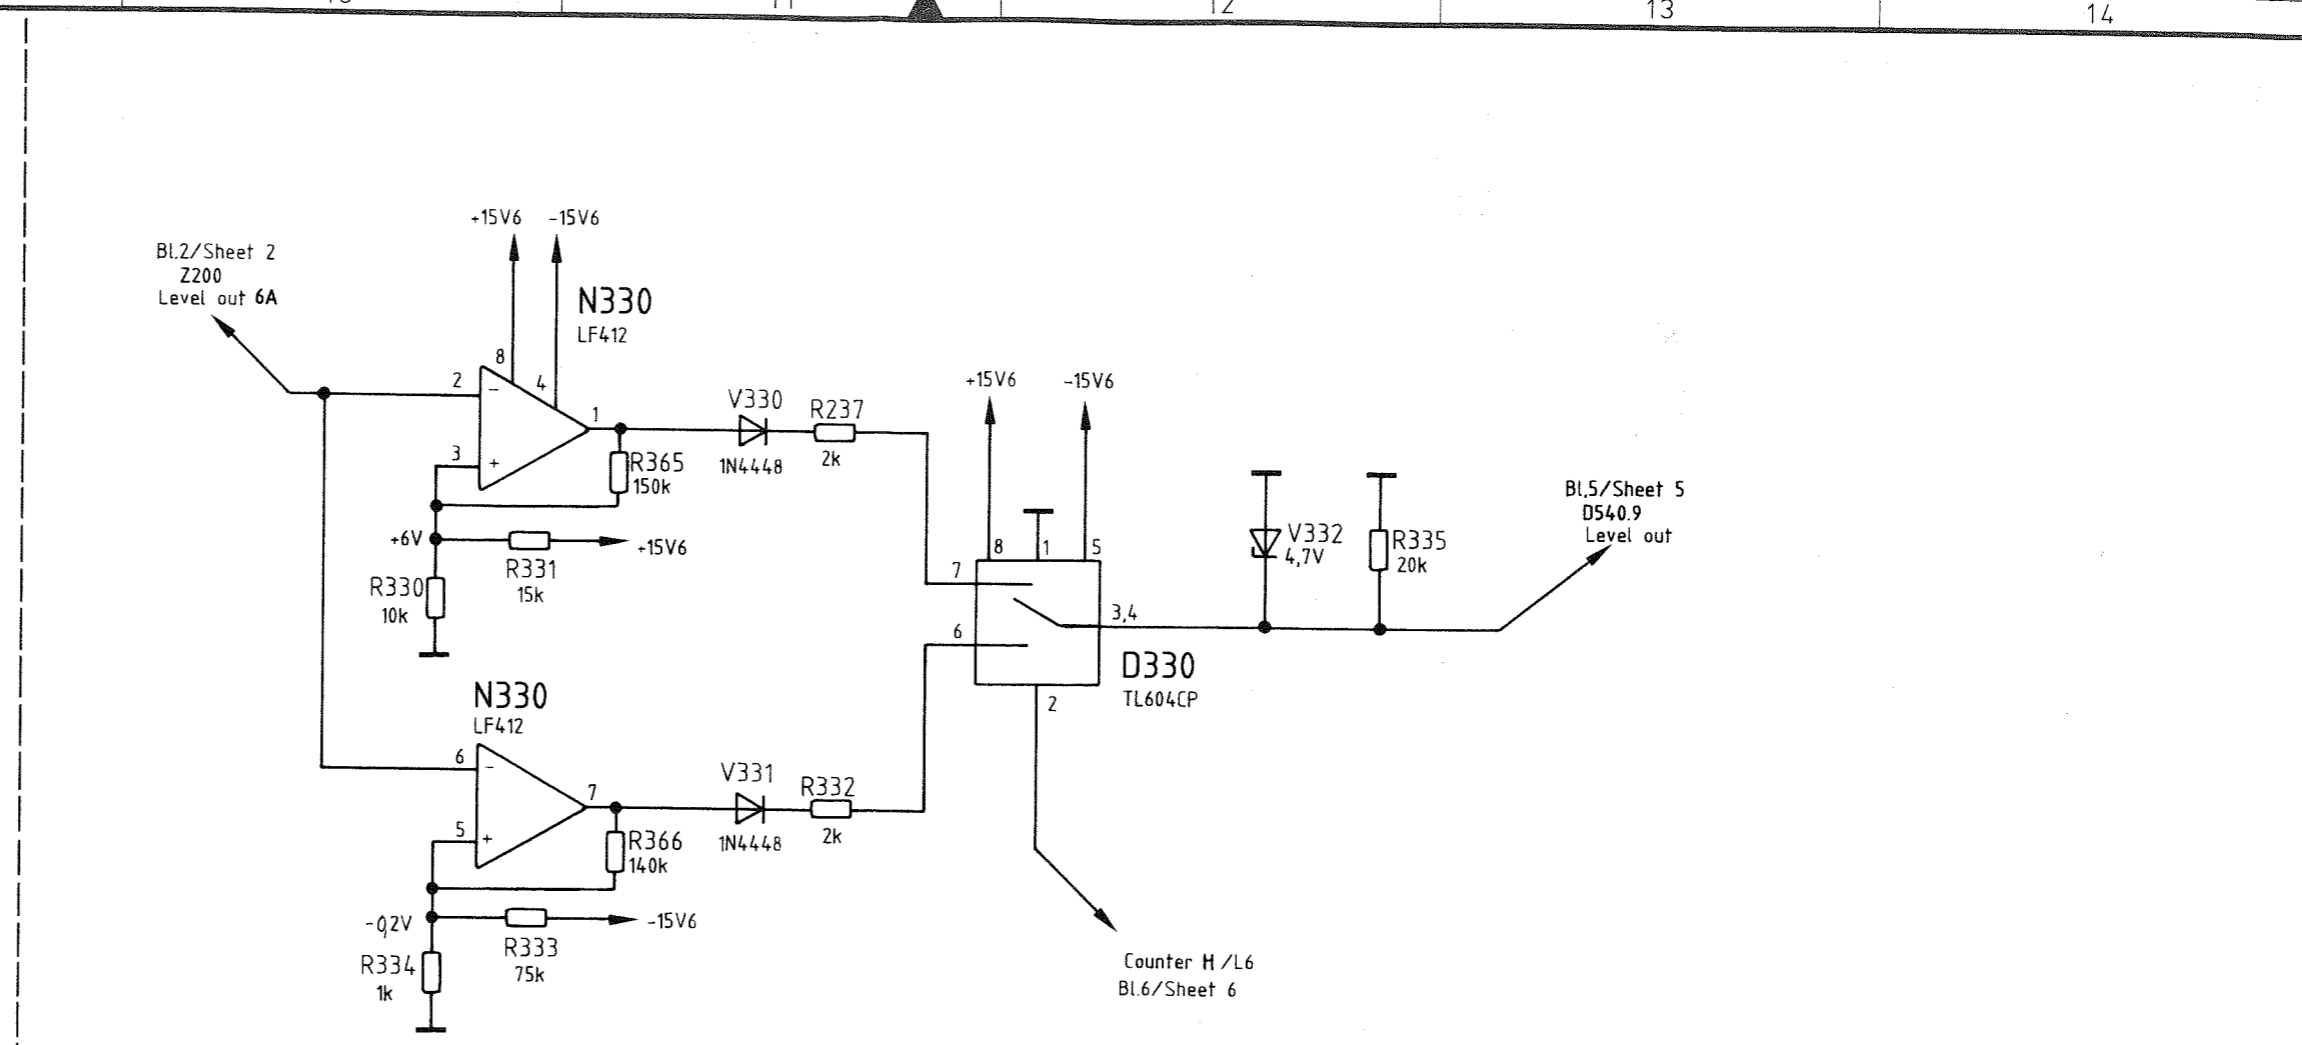 12
13
14
+15V6
-15V6
Bl.2/Sheet 2
Z200
Level out 6A
N330
LF412
8
4
2
-
3
+
1
V330
1N4448
R237
2k
R365
150k
+6V
+15V6
R331
15k
R330
10k
+15V6
-15V6
8
1
5
7
6
3,4
2
D330
TL604CP
V332
4,7V
R335
20k
Bl,5/Sheet 5
D540.9
Level out
N330
LF412
6
-
5
+
7
V331
1N4448
R332
2k
R366
140k
-0,2V
-15V6
R333
75k
R334
1k
Counter H/L6
Bl.6/Sheet 6